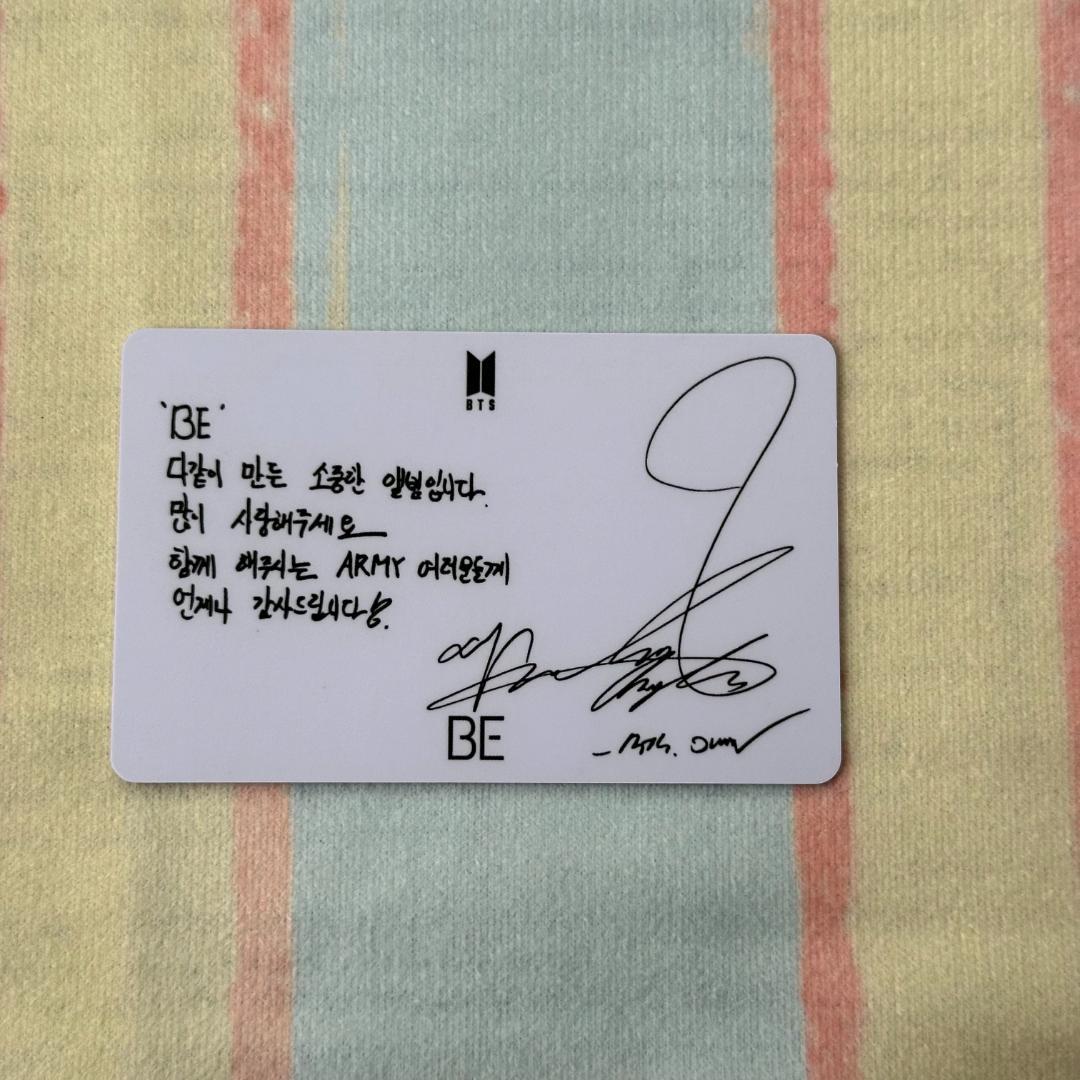 BTS
'BE'
다같이 만든 소중한 앨범입니다.
많이 사랑해주세요
함께 해주시는 ARMY 여러분들께
언제나 감사드립니다
BE